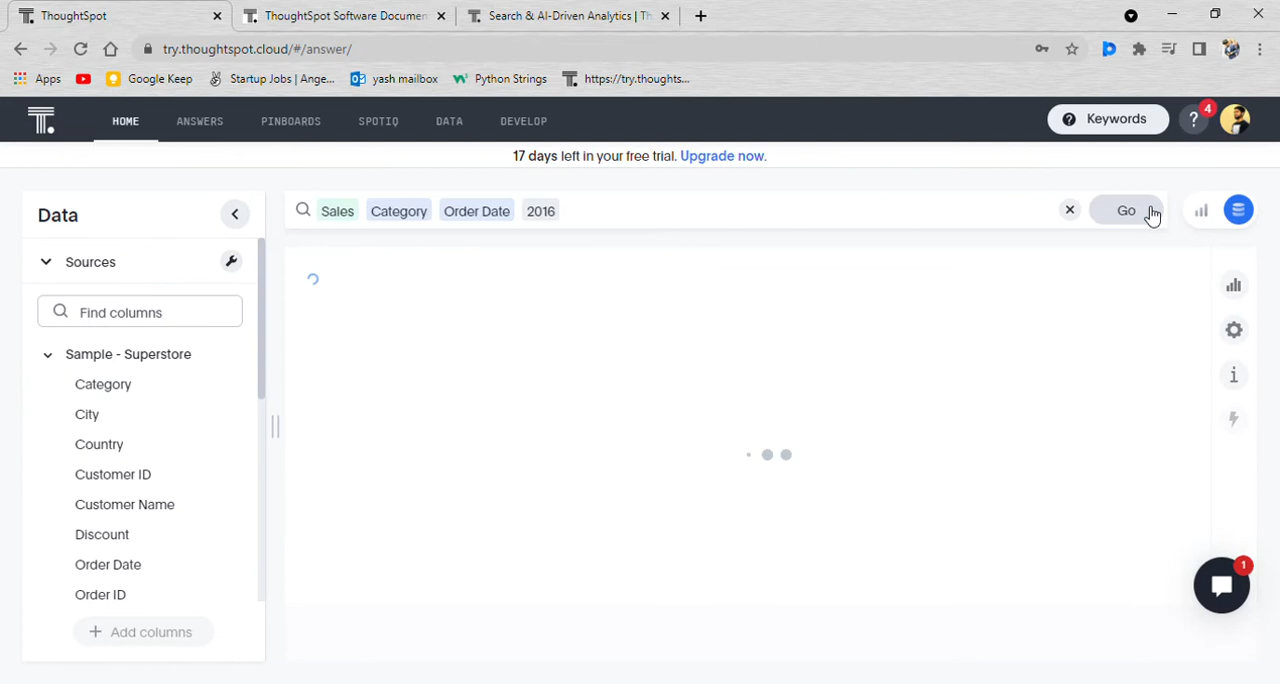 ThoughtSpot
ThoughtSpot Software Documen
Search & AI-Driven Analytics | Th
try.thoughtspot.cloud/#/answer/
Apps
Google Keep
Startup Jobs | Ange...
yash mailbox
Python Strings
https://try.thoughts...
HOME
ANSWERS
PINBOARDS
SPOTIQ
DATA
DEVELOP
Keywords
?
4
17 days left in your free trial. Upgrade now.
Data
Sales Category Order Date 2016
Go
Sources
Find columns
Sample - Superstore
Category
City
Country
Customer ID
Customer Name
Discount
Order Date
Order ID
+ Add columns
1